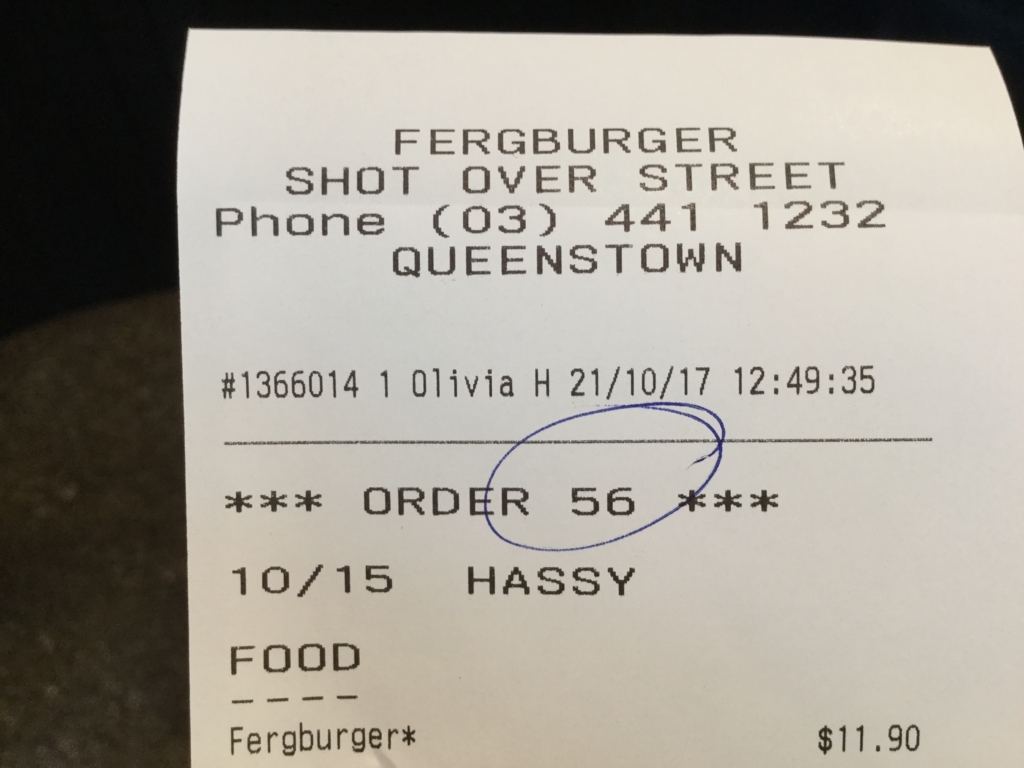 FERGBURGER
SHOT OVER STREET
Phone (03) 441 1232
QUEENSTOWN
#1366014 1 Olivia H 21/10/17 12:49:35
*** ORDER 56 ***
10/15 HASSY
FOOD
----
Fergburger* $11.90